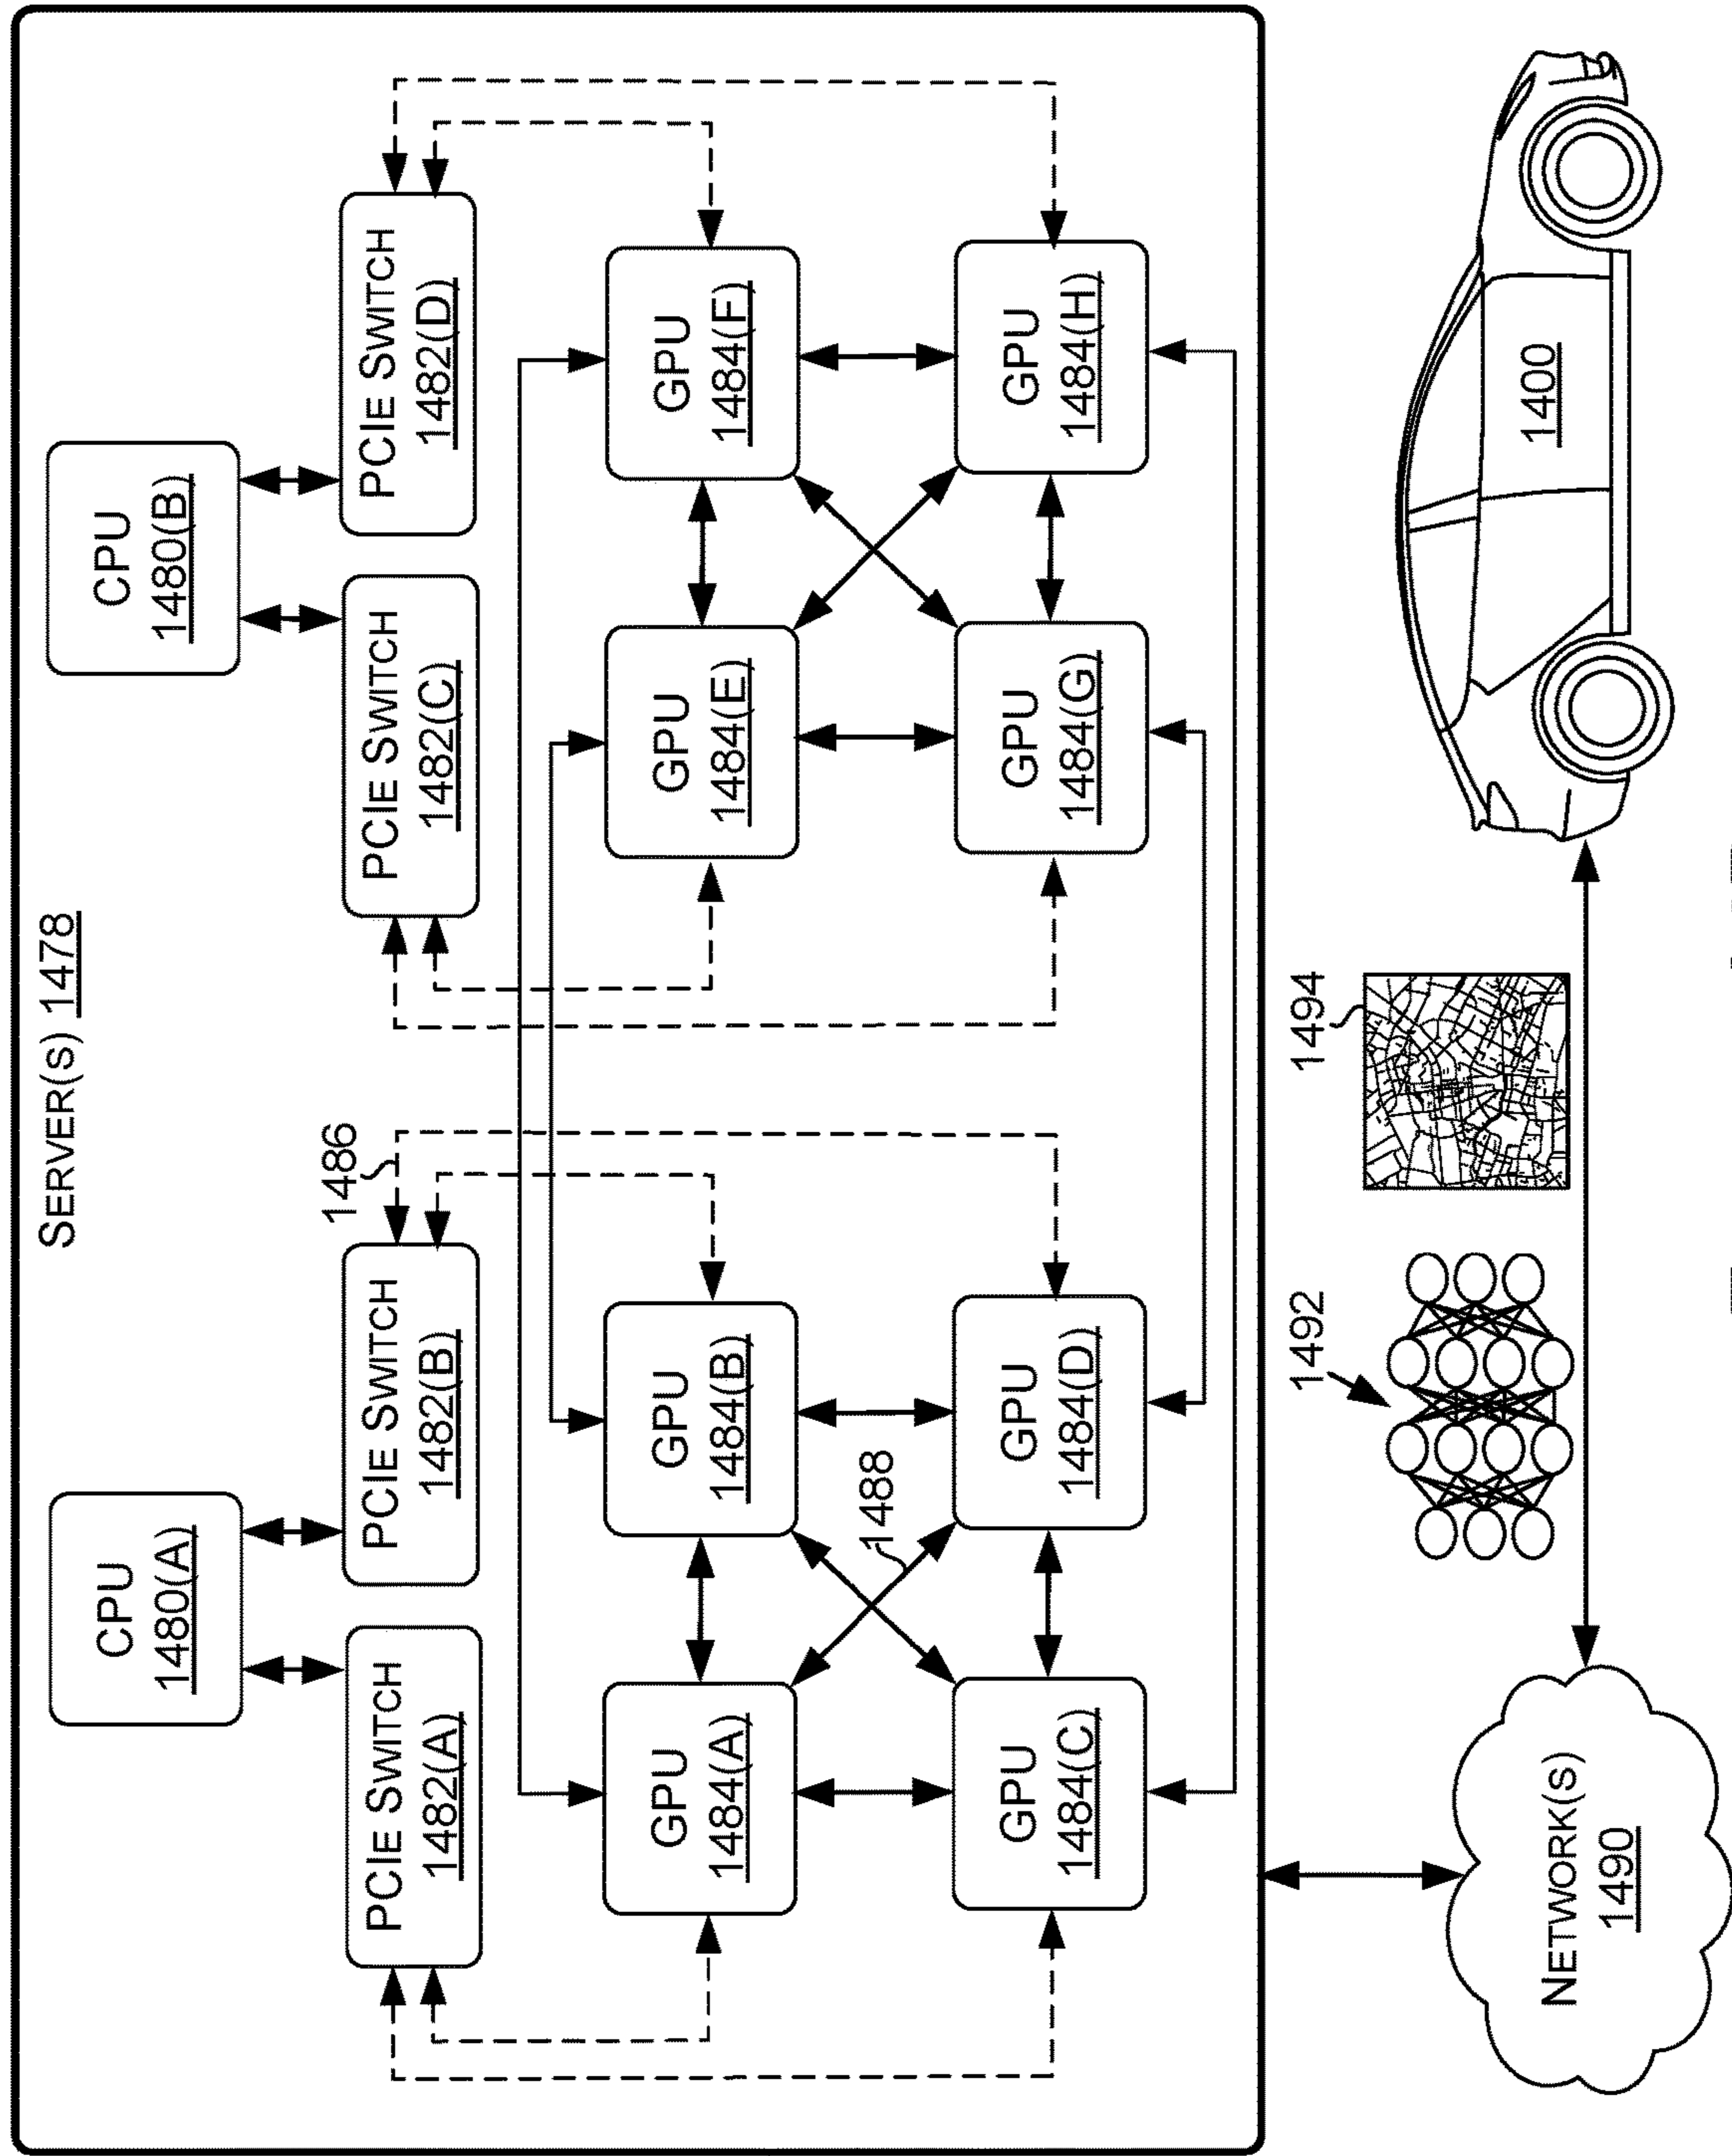 SERVER(S) 1478
CPU
1480(A)
CPU
1480(B)
PCIE SWITCH
1482(A)
PCIE SWITCH
1482(B)
1486
PCIE SWITCH
1482(C)
PCIE SWITCH
1482(D)
GPU
1484(A)
GPU
1484(B)
GPU
1484(E)
GPU
1484(F)
1488
GPU
1484(C)
GPU
1484(D)
GPU
1484(G)
GPU
1484(H)
NETWORK(S)
1490
1492
1494
1400